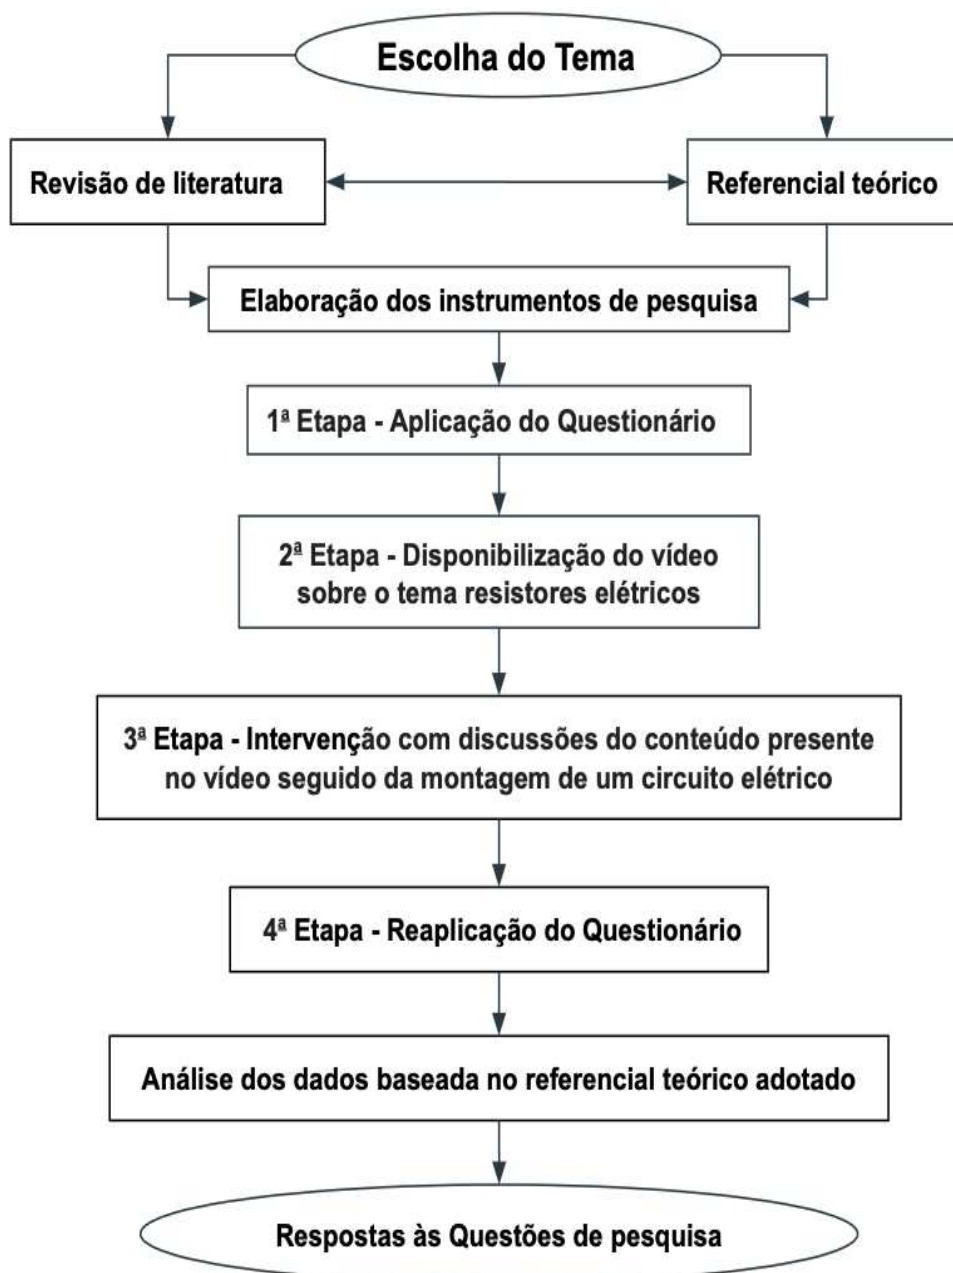 Escolha do Tema
Revisão de literatura
Referencial teórico
Elaboração dos instrumentos de pesquisa
1ª Etapa - Aplicação do Questionário
2ª Etapa - Disponibilização do vídeo
sobre o tema resistores elétricos
3ª Etapa - Intervenção com discussões do conteúdo presente
no vídeo seguido da montagem de um circuito elétrico
4ª Etapa - Reaplicação do Questionário
Análise dos dados baseada no referencial teórico adotado
Respostas às Questões de pesquisa